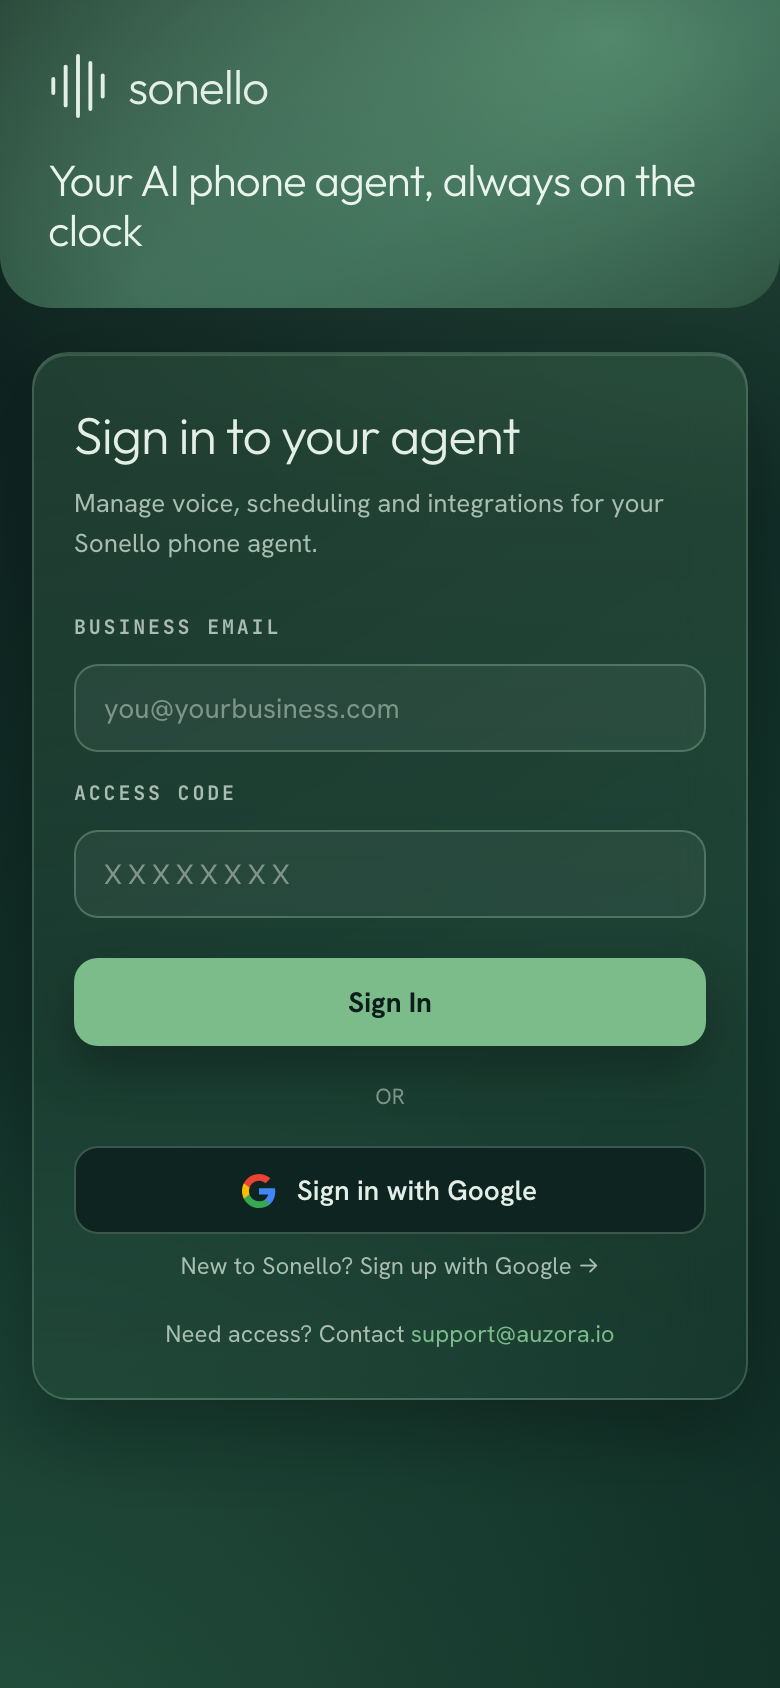 sonello
Your AI phone agent, always on the
clock
Sign in to your agent
Manage voice, scheduling and integrations for your
Sonello phone agent.
BUSINESS EMAIL
you@yourbusiness.com
ACCESS CODE
XXXXXXXX
Sign In
OR
Sign in with Google
New to Sonello? Sign up with Google →
Need access? Contact support@auzora.io